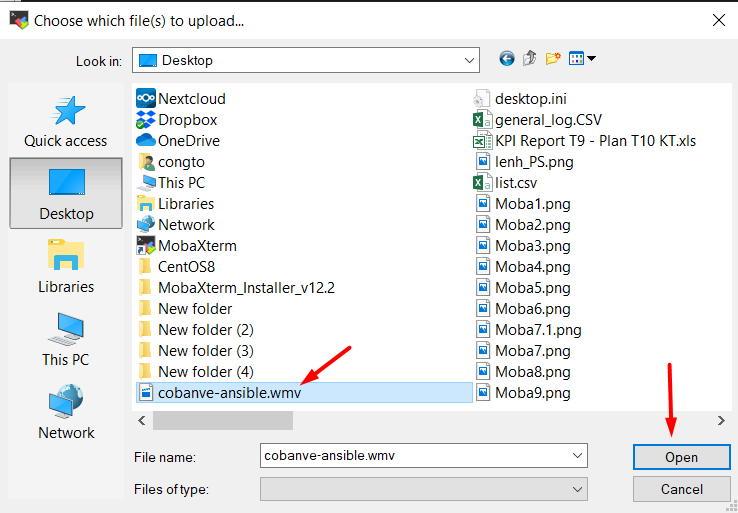 Choose which file(s) to upload...
Look in:
Desktop
Quick access
Desktop
Libraries
This PC
Network
Nextcloud
Dropbox
OneDrive
congto
This PC
Libraries
Network
MobaXterm
CentOS8
MobaXterm_Installer_v12.2
New folder
New folder (2)
New folder (3)
New folder (4)
cobanve-ansible.wmv
desktop.ini
general_log.CSV
KPI Report T9 - Plan T10 KT.xls
lenh_PS.png
list.csv
Moba1.png
Moba2.png
Moba3.png
Moba4.png
Moba5.png
Moba6.png
Moba7.1.png
Moba7.png
Moba8.png
Moba9.png
File name:
cobanve-ansible.wmv
Open
Files of type:
Cancel